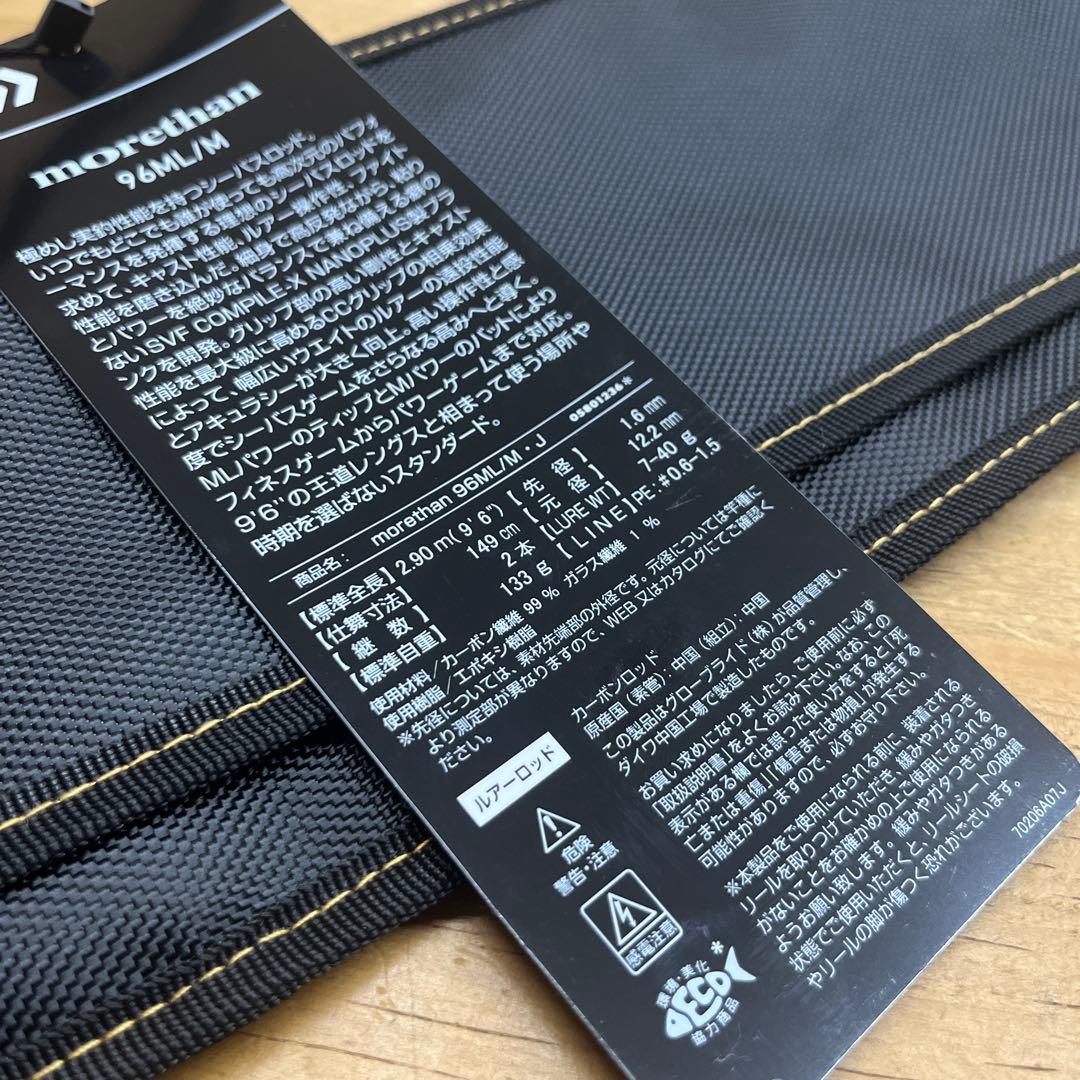 morethan
96ML/M
極めし実釣性能を持つシーバスロッド。
いつでもどこでも誰が使っても高次元のパフォ
ーマンスを発揮する理想のシーバスロッドを
求めて、キャスト性能、ルアー操作性、ファイト
性能を磨き込んだ。細身で高反発ながら、粘り
とパワーを絶妙なバランスで兼ね備える癖の
ないSVF COMPILE-X NANOPLUS製ブラ
ンクを開発。グリップ部の高い剛性とキャスト
性能を最大級に高めるCCグリップの相乗効果
によって、幅広いウェイトのルアーの遠投性能
とアキュラシーが大きく向上。高い操作性と感
度でシーバスゲームをさらなる高みへと導く。
MLパワーのティップとMパワーのバットにより
フィネスゲームからパワーゲームまで対応。
9'6"の王道レングスと相まって使う場所や
時期を選ばないスタンダード。
商品名: morethan 96ML/M・J 05801236*
【標準全長】2.90 m(9'6") 【先 径】 1.6 mm
【仕舞寸法】 149 cm 【元 径】 12.2 mm
【継 数】 2 本 【LURE WT】 7-40 g
【標準自重】 133 g 【LINE】PE:#0.6-1.5
使用材料/カーボン繊維 99 % ガラス繊維 1 %
使用樹脂/エポキシ樹脂
※先径については、素材先端部の外径です。元径については竿種に
より測定部が異なりますので、WEB 又はカタログにてご確認く
ださい。
ルアーロッド
カーボンロッド
原産国(素管):中国(組立):中国
この製品はグローブライド(株)が品質管理し、
ダイワ中国工場で製造したものです。
お買い求めになりましたら、ご使用前に必ず
「取扱説明書」をよくお読み下さい。なお、この
表示がある欄では誤った使い方をすると「死
亡または重傷」「傷害または物損」が発生する
可能性がありますので、必ずお守り下さい。
危険
警告・注意
感電注意
※本製品をご使用になられる前に、装着される
リールを取りつけていただき、緩みやガタつき
がないことをお確かめの上ご使用になられる
ようお願い致します。緩みやガタつきがある
状態でご使用いただくと、リールシートの破損
やリールの脚が傷つく恐れがございます。
70206A07J
環境・美化
ECO
協力商品